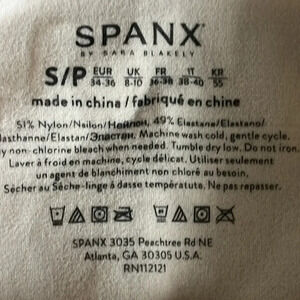 SPANX
BY SARA BLAKELY
S/P EUR 34-36 UK 8-10 FR 36-38 IT 38-40 KR 55
made in china / fabriqué en chine
51% Nylon/Nailon/Нейлон, 49% Elastane/Elastano/
lasthanne/Elastan/Эластан. Machine wash cold, gentle cycle.
y non-chlorine bleach when needed. Tumble dry low. Do not iron.
Laver à froid en machine, cycle délicat. Utiliser seulement
un agent de blanchiment non chloré au besoin.
Sécher au Sèche-linge à dasse températute. Ne pas repasser.
SPANX 3035 Peachtree Rd NE
Atlanta, GA 30305 U.S.A.
RN112121